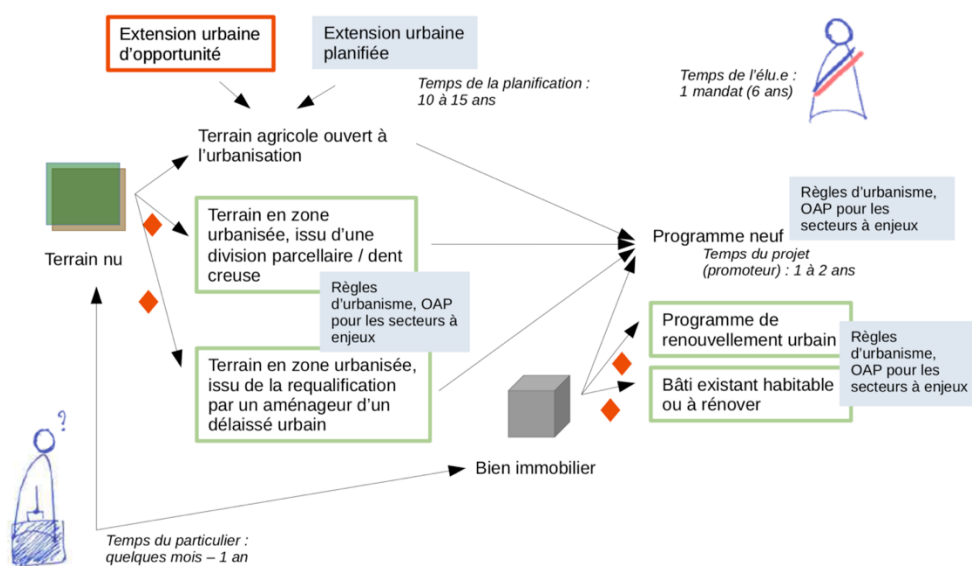 Extension urbaine
d'opportunité
Extension urbaine
planifiée
Temps de la planification :
10 à 15 ans
Temps de l'élu.e :
1 mandat (6 ans)
Terrain agricole ouvert à
l'urbanisation
Terrain nu
Terrain en zone
urbanisée, issu d'une
division parcellaire / dent
creuse
Règles
d'urbanisme, OAP
pour les secteurs à
enjeux
Terrain en zone urbanisée,
issu de la requalification
par un aménageur d'un
délaissé urbain
Règles d'urbanisme,
OAP pour les
secteurs à enjeux
Programme neuf
Temps du projet
(promoteur) : 1 à 2 ans
Programme de
renouvellement urbain
Règles
d'urbanisme,
OAP pour les
secteurs à enjeux
Bâti existant habitable
ou à rénover
Bien immobilier
?
Temps du particulier :
quelques mois – 1 an